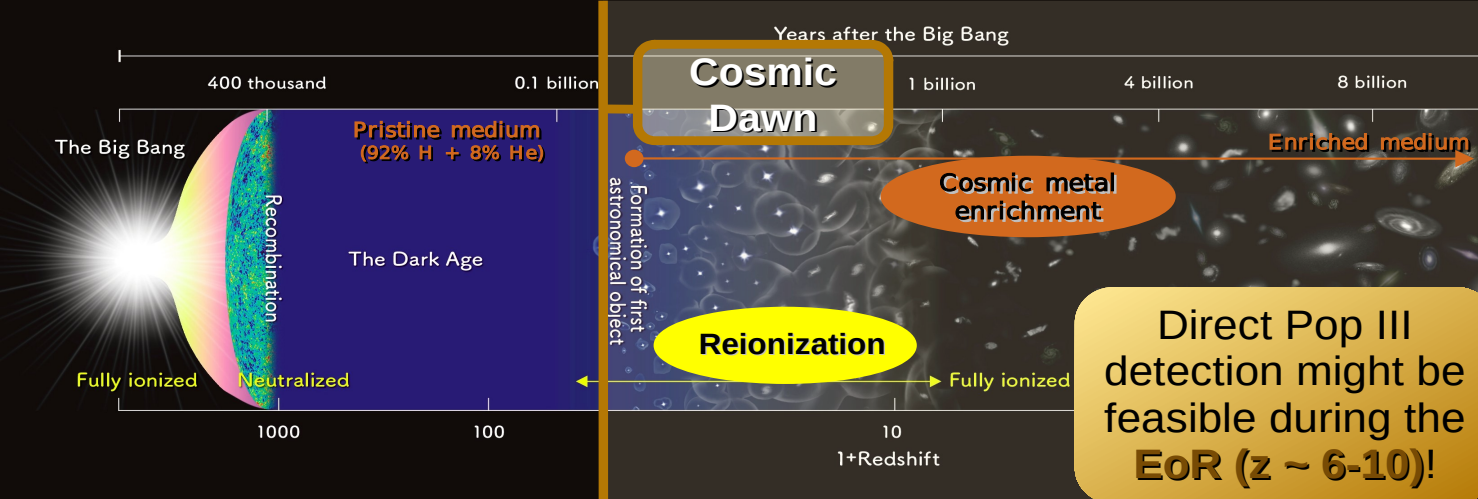 Years after the Big Bang
400 thousand
0.1 billion
Cosmic
Dawn
1 billion
4 billion
8 billion
The Big Bang
Pristine medium
(92% H + 8% He)
Enriched medium
Cosmic metal
enrichment
Recombination
The Dark Age
Formation of first
astronomical object
Reionization
Fully ionized
Neutralized
Fully ionized
Direct Pop III
detection might be
feasible during the
EoR (z ~ 6-10)!
1000
100
10
1+Redshift